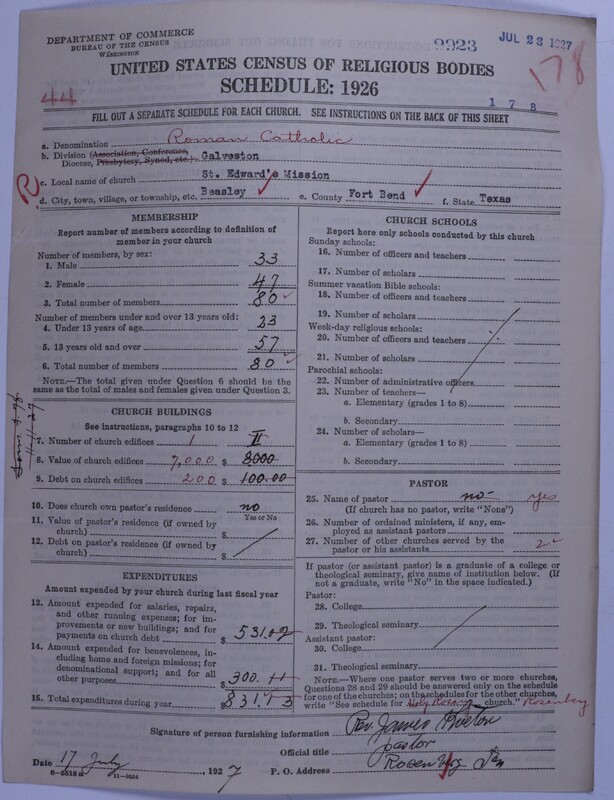 DEPARTMENT OF COMMERCE
BUREAU OF THE CENSUS
WASHINGTON
9923
JUL 23 1927
178
UNITED STATES CENSUS OF RELIGIOUS BODIES
SCHEDULE: 1926
44
1 7 8
FILL OUT A SEPARATE SCHEDULE FOR EACH CHURCH. SEE INSTRUCTIONS ON THE BACK OF THIS SHEET
a. Denomination Roman Catholic
b. Division (Association, Conference, Diocese, Presbytery, Synod, etc.) Galveston
R
c. Local name of church St. Edward's Mission
d. City, town, village, or township, etc. Beasley e. County Fort Bend f. State Texas
MEMBERSHIP
Report number of members according to definition of
member in your church
Number of members, by sex:
1. Male 33
2. Female 47
3. Total number of members 80
Number of members under and over 13 years old:
4. Under 13 years of age 23
5. 13 years old and over 57
6. Total number of members 80
NOTE.—The total given under Question 6 should be the
same as the total of males and females given under Question 3.
CHURCH BUILDINGS
See instructions, paragraphs 10 to 12
7. Number of church edifices 1 II
8. Value of church edifices 7,000 $ 8000
9. Debt on church edifices 200 $ 100.00
10. Does church own pastor's residence no
Yes or No
11. Value of pastor's residence (if owned by
church) $
12. Debt on pastor's residence (if owned by
church) $
EXPENDITURES
Amount expended by your church during last fiscal year
13. Amount expended for salaries, repairs,
and other running expenses; for im-
provements or new buildings; and for
payments on church debt $ 531.02
14. Amount expended for benevolences, in-
cluding home and foreign missions; for
denominational support; and for all
other purposes $ 300.11
15. Total expenditures during year $ 831.13
CHURCH SCHOOLS
Report here only schools conducted by this church
Sunday schools:
16. Number of officers and teachers
17. Number of scholars
Summer vacation Bible schools:
18. Number of officers and teachers
19. Number of scholars
Week-day religious schools:
20. Number of officers and teachers
21. Number of scholars
Parochial schools:
22. Number of administrative officers
23. Number of teachers—
a. Elementary (grades 1 to 8)
b. Secondary
24. Number of scholars—
a. Elementary (grades 1 to 8)
b. Secondary
PASTOR
25. Name of pastor no yes
(If church has no pastor, write "None")
26. Number of ordained ministers, if any, em-
ployed as assistant pastors
27. Number of other churches served by the
pastor or his assistants 2
If pastor (or assistant pastor) is a graduate of a college or
theological seminary, give name of institution below. (If
not a graduate, write "No" in the space indicated.)
Pastor:
28. College
29. Theological seminary
Assistant pastor:
30. College
31. Theological seminary
NOTE.—Where one pastor serves two or more churches,
Questions 28 and 29 should be answered only on the schedule
for one of the churches; on the schedules for the other churches,
write "See schedule for Holy Rosary church." Rosenberg
Signature of person furnishing information Rev. James
Official title pastor
Date 17 July, 1927 P. O. Address Rosenberg Tex
8-5518a 11-9304